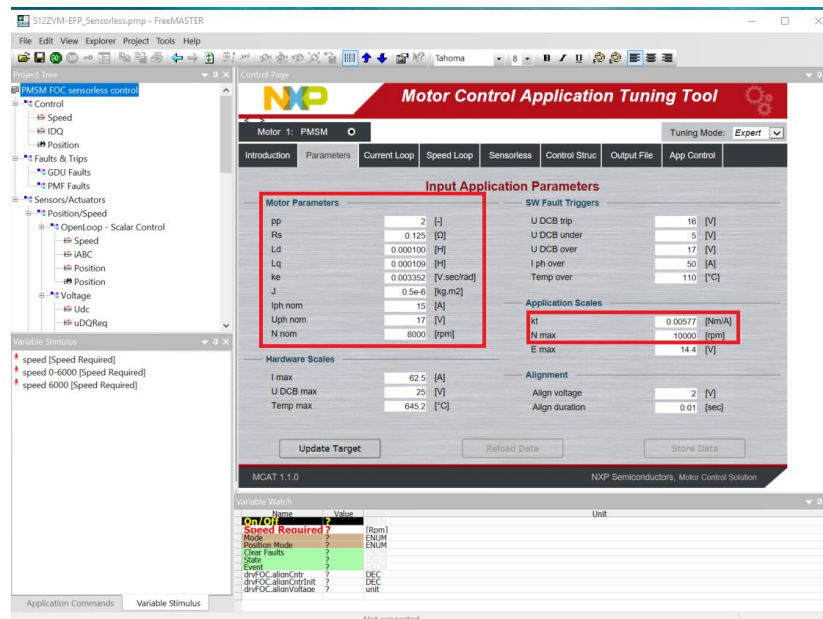 S12ZVM-EFP_Sensorless.pmp - FreeMASTER
File Edit View Explorer Project Tools Help
Tahoma 8 B I U
Project Tree
Control Page
PMSM FOC sensorless control
Control
Speed
IDQ
Position
Faults & Trips
GDU Faults
PMF Faults
Sensors/Actuators
Position/Speed
OpenLoop - Scalar Control
Speed
iABC
Position
Position
Voltage
Udc
uDQReq
Variable Stimulus
speed [Speed Required]
speed 0-6000 [Speed Required]
speed 6000 [Speed Required]
Application Commands Variable Stimulus
NXP Motor Control Application Tuning Tool
Motor 1: PMSM Tuning Mode: Expert
Introduction Parameters Current Loop Speed Loop Sensorless Control Struc Output File App Control
Input Application Parameters
Motor Parameters
pp 2 [-]
Rs 0.125 [Ω]
Ld 0.000100 [H]
Lq 0.000109 [H]
ke 0.003352 [V.sec/rad]
J 0.5e-6 [kg.m2]
Iph nom 15 [A]
Uph nom 17 [V]
N nom 8000 [rpm]
Hardware Scales
I max 62.5 [A]
U DCB max 25 [V]
Temp max 645.2 [°C]
SW Fault Triggers
U DCB trip 16 [V]
U DCB under 5 [V]
U DCB over 17 [V]
I ph over 50 [A]
Temp over 110 [°C]
Application Scales
kt 0.00577 [Nm/A]
N max 10000 [rpm]
E max 14.4 [V]
Alignment
Align voltage 2 [V]
Align duration 0.01 [sec]
Update Target Reload Data Store Data
MCAT 1.1.0 NXP Semiconductors, Motor Control Solution
Variable Watch
Name Value Unit
On/Off ?
Speed Required ? [Rpm]
Mode ? ENUM
Position Mode ? ENUM
Clear Faults ?
State ?
Event ?
drvFOC.alignCntr ? DEC
drvFOC.alignCntrInit ? DEC
drvFOC.alignVoltage ? unit
Not connected